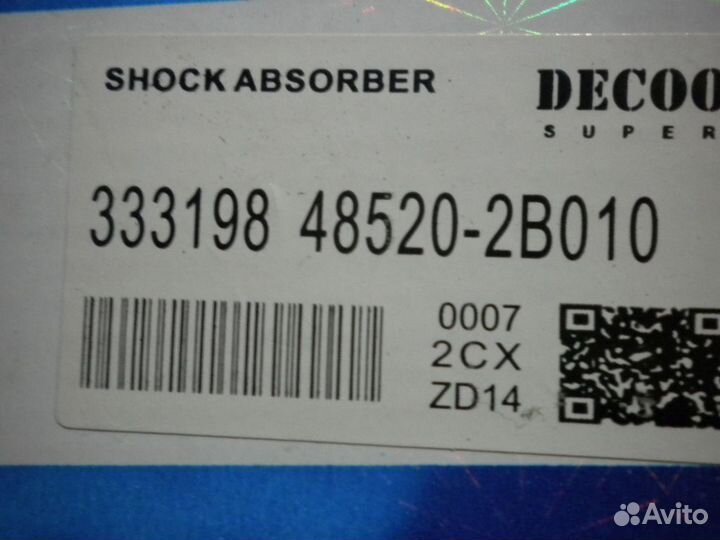 SHOCK ABSORBER
DECOO
SUPER
333198 48520-2B010
0007
2CX
ZD14
Avito